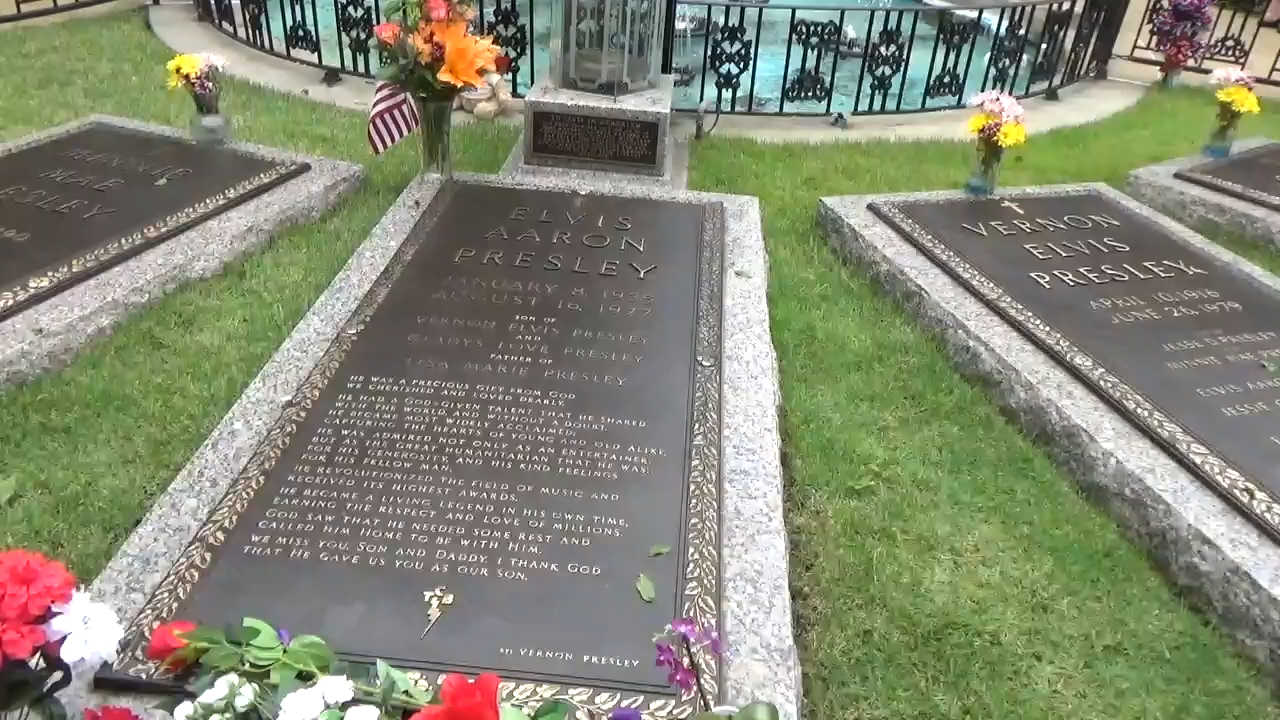 MAE
ELVIS
AARON
PRESLEY
JANUARY 8, 1935
AUGUST 16, 1977
SON OF
VERNON ELVIS PRESLEY
AND
GLADYS LOVE PRESLEY
FATHER OF
LISA MARIE PRESLEY
HE WAS A PRECIOUS GIFT FROM GOD
WE CHERISHED AND LOVED DEARLY.
HE HAD A GOD-GIVEN TALENT THAT HE SHARED
WITH THE WORLD. AND WITHOUT A DOUBT,
HE BECAME MOST WIDELY ACCLAIMED;
CAPTURING THE HEARTS OF YOUNG AND OLD ALIKE.
HE WAS ADMIRED NOT ONLY AS AN ENTERTAINER,
BUT AS THE GREAT HUMANITARIAN THAT HE WAS;
FOR HIS GENEROSITY, AND HIS KIND FEELINGS
FOR HIS FELLOW MAN.
HE REVOLUTIONIZED THE FIELD OF MUSIC AND
RECEIVED ITS HIGHEST AWARDS.
HE BECAME A LIVING LEGEND IN HIS OWN TIME,
EARNING THE RESPECT AND LOVE OF MILLIONS.
GOD SAW THAT HE NEEDED SOME REST AND
CALLED HIM HOME TO BE WITH HIM.
WE MISS YOU, SON AND DADDY. I THANK GOD
THAT HE GAVE US YOU AS OUR SON.
TCB
BY: VERNON PRESLEY
VERNON
ELVIS
PRESLEY
APRIL 10, 1916
JUNE 26, 1979
JESSE D.
ELVIS